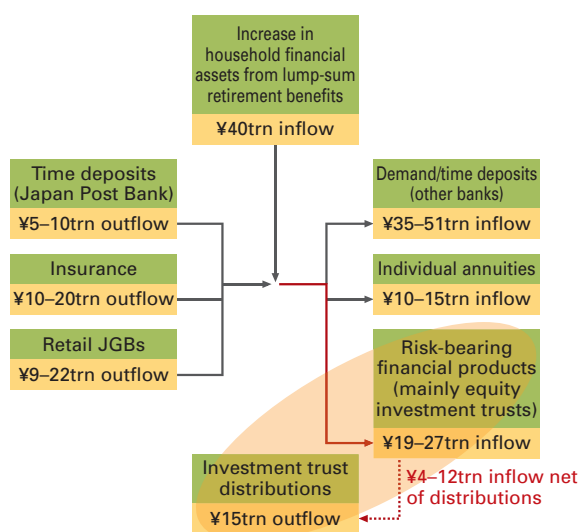 Increase in
household financial
assets from lump-sum
retirement benefits
¥40trn inflow
Time deposits
(Japan Post Bank)
¥5–10trn outflow
Insurance
¥10–20trn outflow
Retail JGBs
¥9–22trn outflow
Demand/time deposits
(other banks)
¥35–51trn inflow
Individual annuities
¥10–15trn inflow
Risk-bearing
financial products
(mainly equity
investment trusts)
¥19–27trn inflow
Investment trust
distributions
¥15trn outflow
¥4–12trn inflow net
of distributions